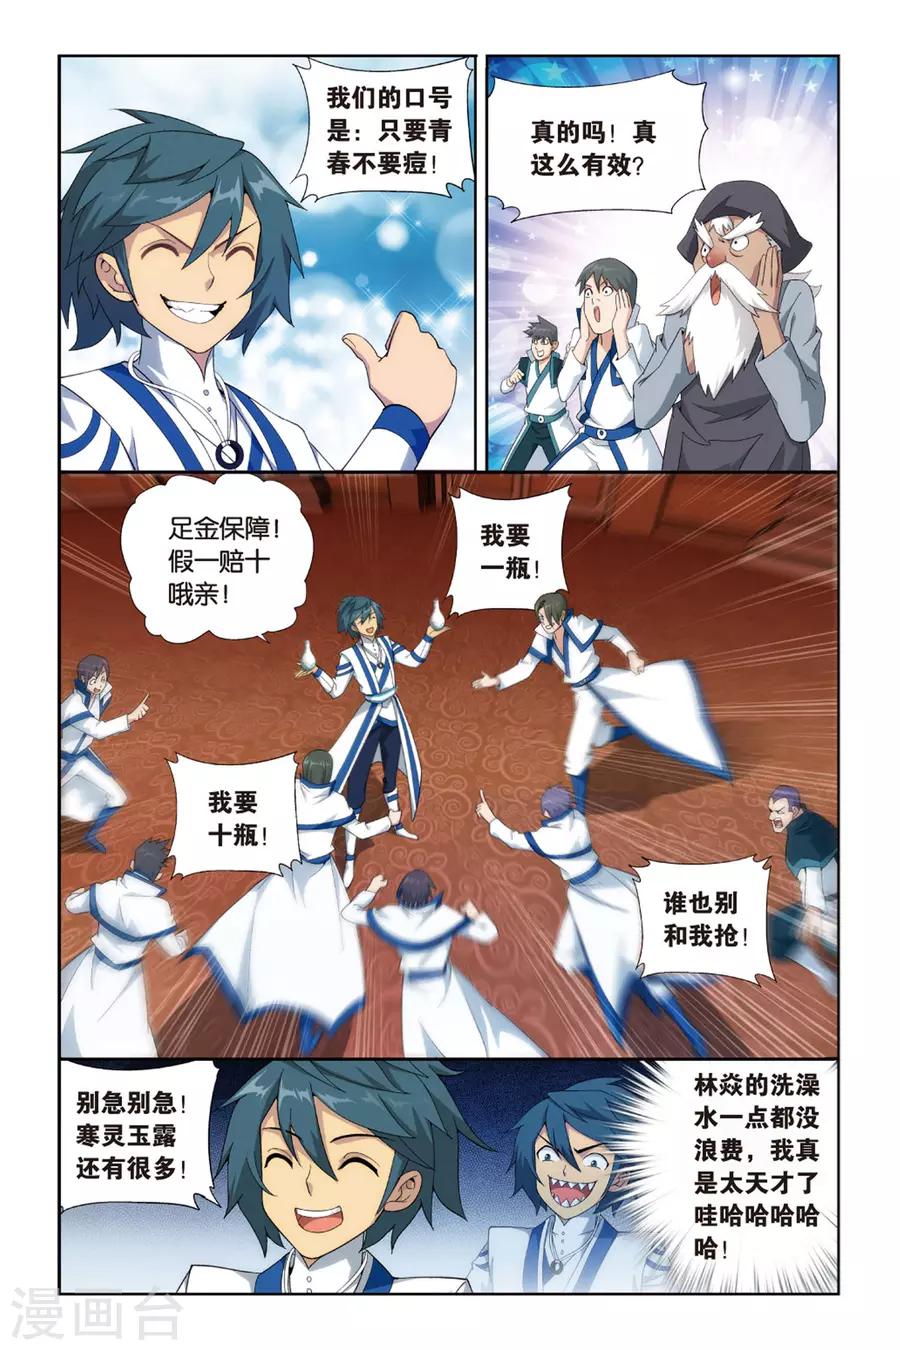 我们的口号
是：只要青
春不要痘！
真的吗！真
这么有效？
足金保障！
假一赔十
哦亲！
我要
一瓶！
我要
十瓶！
谁也别
和我抢！
别急别急！
寒灵玉露
还有很多！
林焱的洗澡
水一点都没
浪费，我真
是太天才了
哇哈哈哈哈
哈！
漫画台